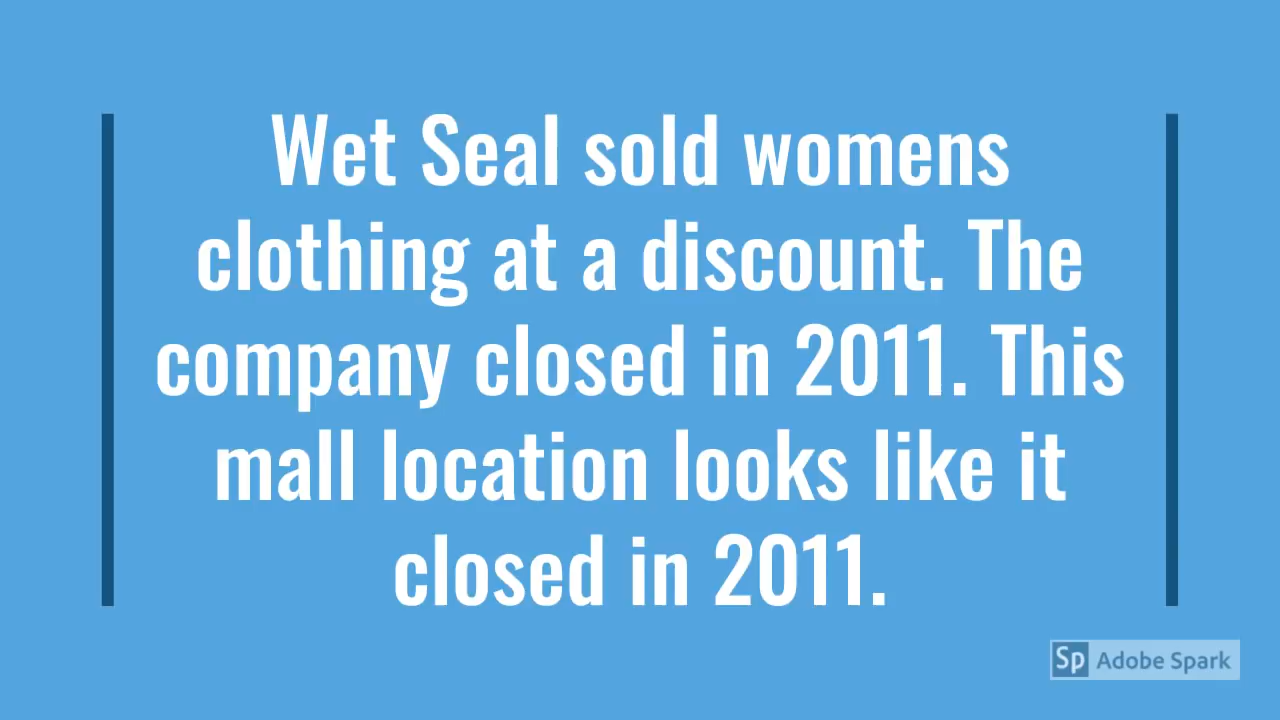 Wet Seal sold womens
clothing at a discount. The
company closed in 2011. This
mall location looks like it
closed in 2011.
Sp Adobe Spark